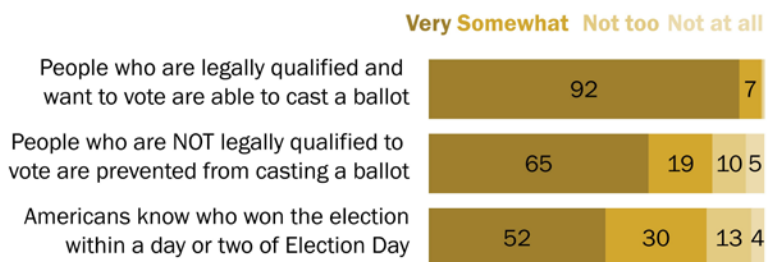 Very Somewhat Not too Not at all
People who are legally qualified and
want to vote are able to cast a ballot
92 7
People who are NOT legally qualified to
vote are prevented from casting a ballot
65 19 10 5
Americans know who won the election
within a day or two of Election Day
52 30 13 4